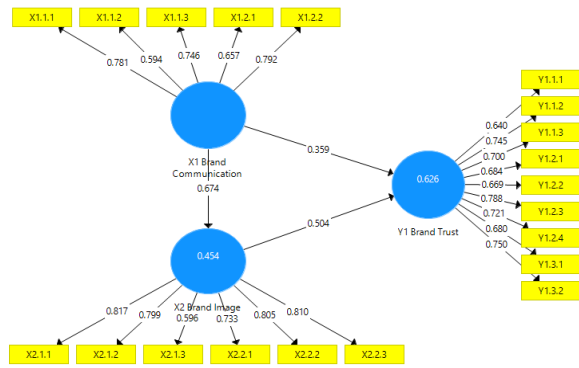 X1.1.1 X1.1.2 X1.1.3 X1.2.1 X1.2.2
0.781 0.594 0.746 0.657 0.792
X1 Brand
Communication
0.674
0.359
0.504
0.454
X2 Brand Image
0.817 0.799 0.596 0.733 0.805 0.810
X2.1.1 X2.1.2 X2.1.3 X2.2.1 X2.2.2 X2.2.3
0.626
Y1 Brand Trust
0.640
0.745
0.700
0.684
0.669
0.788
0.721
0.680
0.750
Y1.1.1
Y1.1.2
Y1.1.3
Y1.2.1
Y1.2.2
Y1.2.3
Y1.2.4
Y1.3.1
Y1.3.2